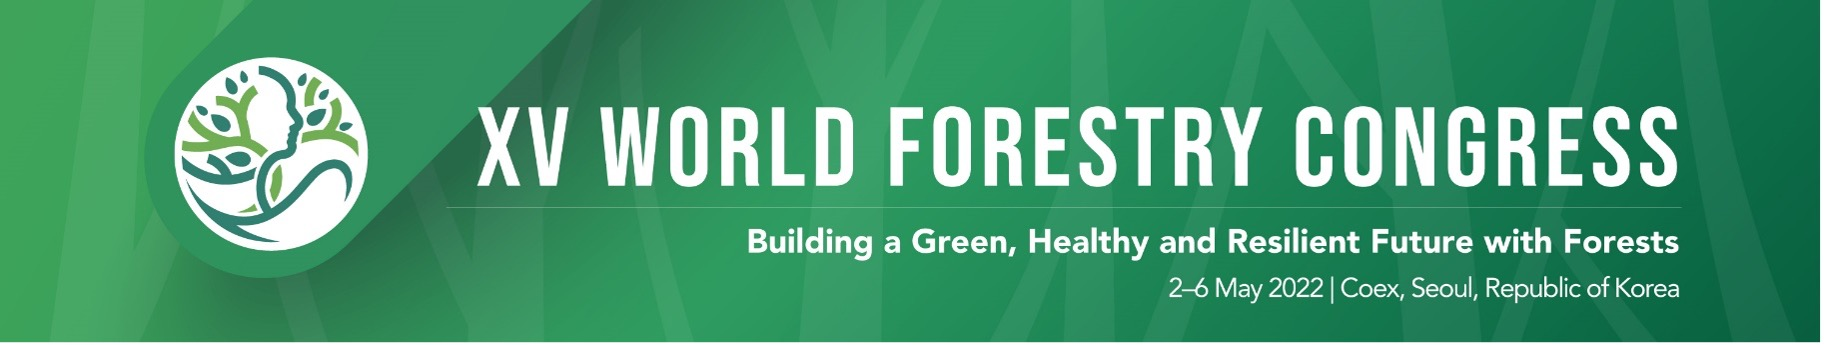 XV WORLD FORESTRY CONGRESS
Building a Green, Healthy and Resilient Future with Forests
2–6 May 2022 | Coex, Seoul, Republic of Korea